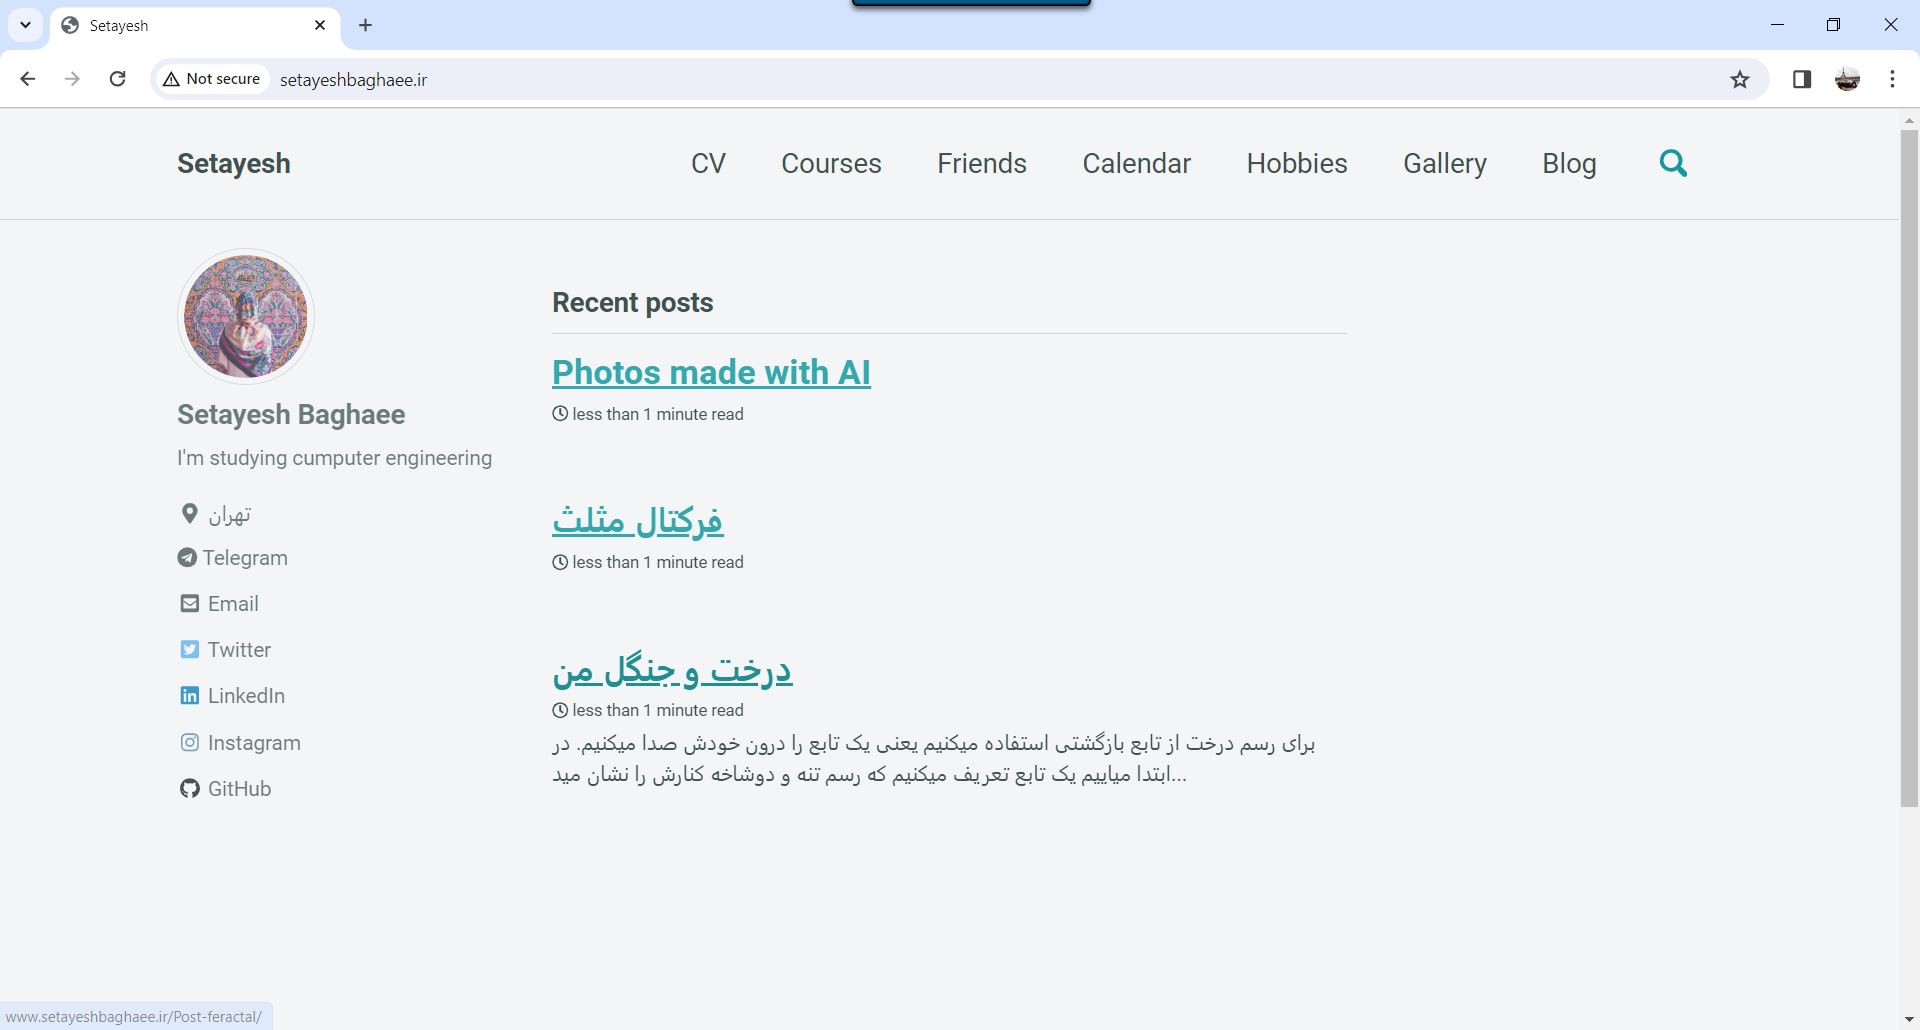 Setayesh
Not secure
setayeshbaghaee.ir
Setayesh
CV
Courses
Friends
Calendar
Hobbies
Gallery
Blog
Setayesh Baghaee
I'm studying cumputer engineering
تهران
Telegram
Email
Twitter
LinkedIn
Instagram
GitHub
Recent posts
Photos made with AI
less than 1 minute read
فرکتال مثلث
less than 1 minute read
درخت و جنگل من
less than 1 minute read
برای رسم درخت از تابع بازگشتی استفاده میکنیم یعنی یک تابع را درون خودش صدا میکنیم. در
ابتدا میاییم یک تابع تعریف میکنیم که رسم تنه و دوشاخه کنارش را نشان مید...
www.setayeshbaghaee.ir/Post-feractal/